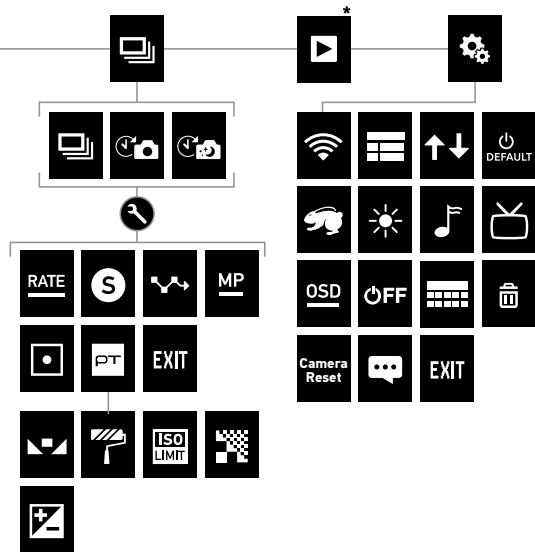 *
DEFAULT
RATE
S
MP
OSD
OFF
PT
EXIT
Camera
Reset
EXIT
ISO
LIMIT